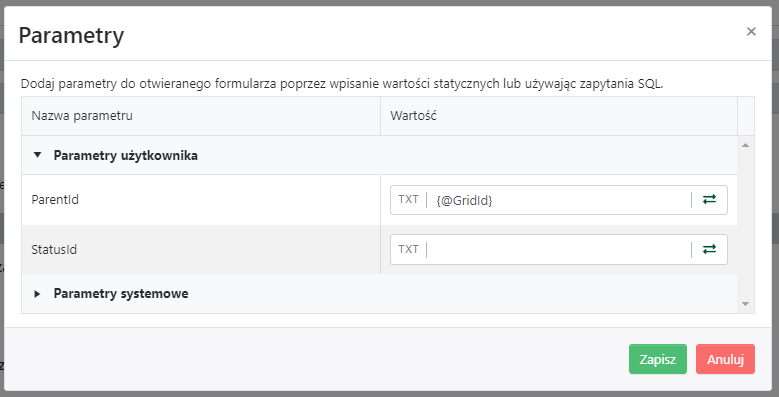 Parametry
×
Dodaj parametry do otwieranego formularza poprzez wpisanie wartości statycznych lub używając zapytania SQL.
Nazwa parametru Wartość
Parametry użytkownika
ParentId TXT {@GridId}
StatusId TXT
Parametry systemowe
Zapisz Anuluj